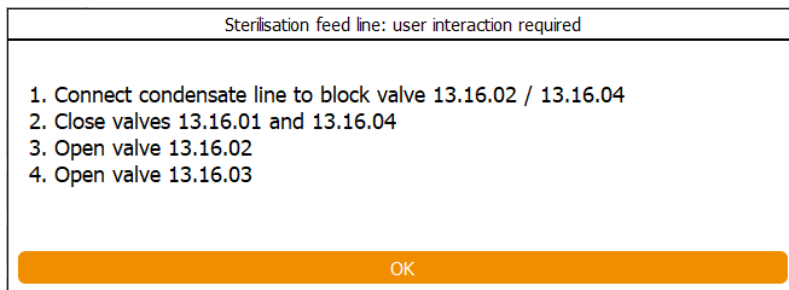 Sterilisation feed line: user interaction required
1. Connect condensate line to block valve 13.16.02 / 13.16.04
2. Close valves 13.16.01 and 13.16.04
3. Open valve 13.16.02
4. Open valve 13.16.03
OK